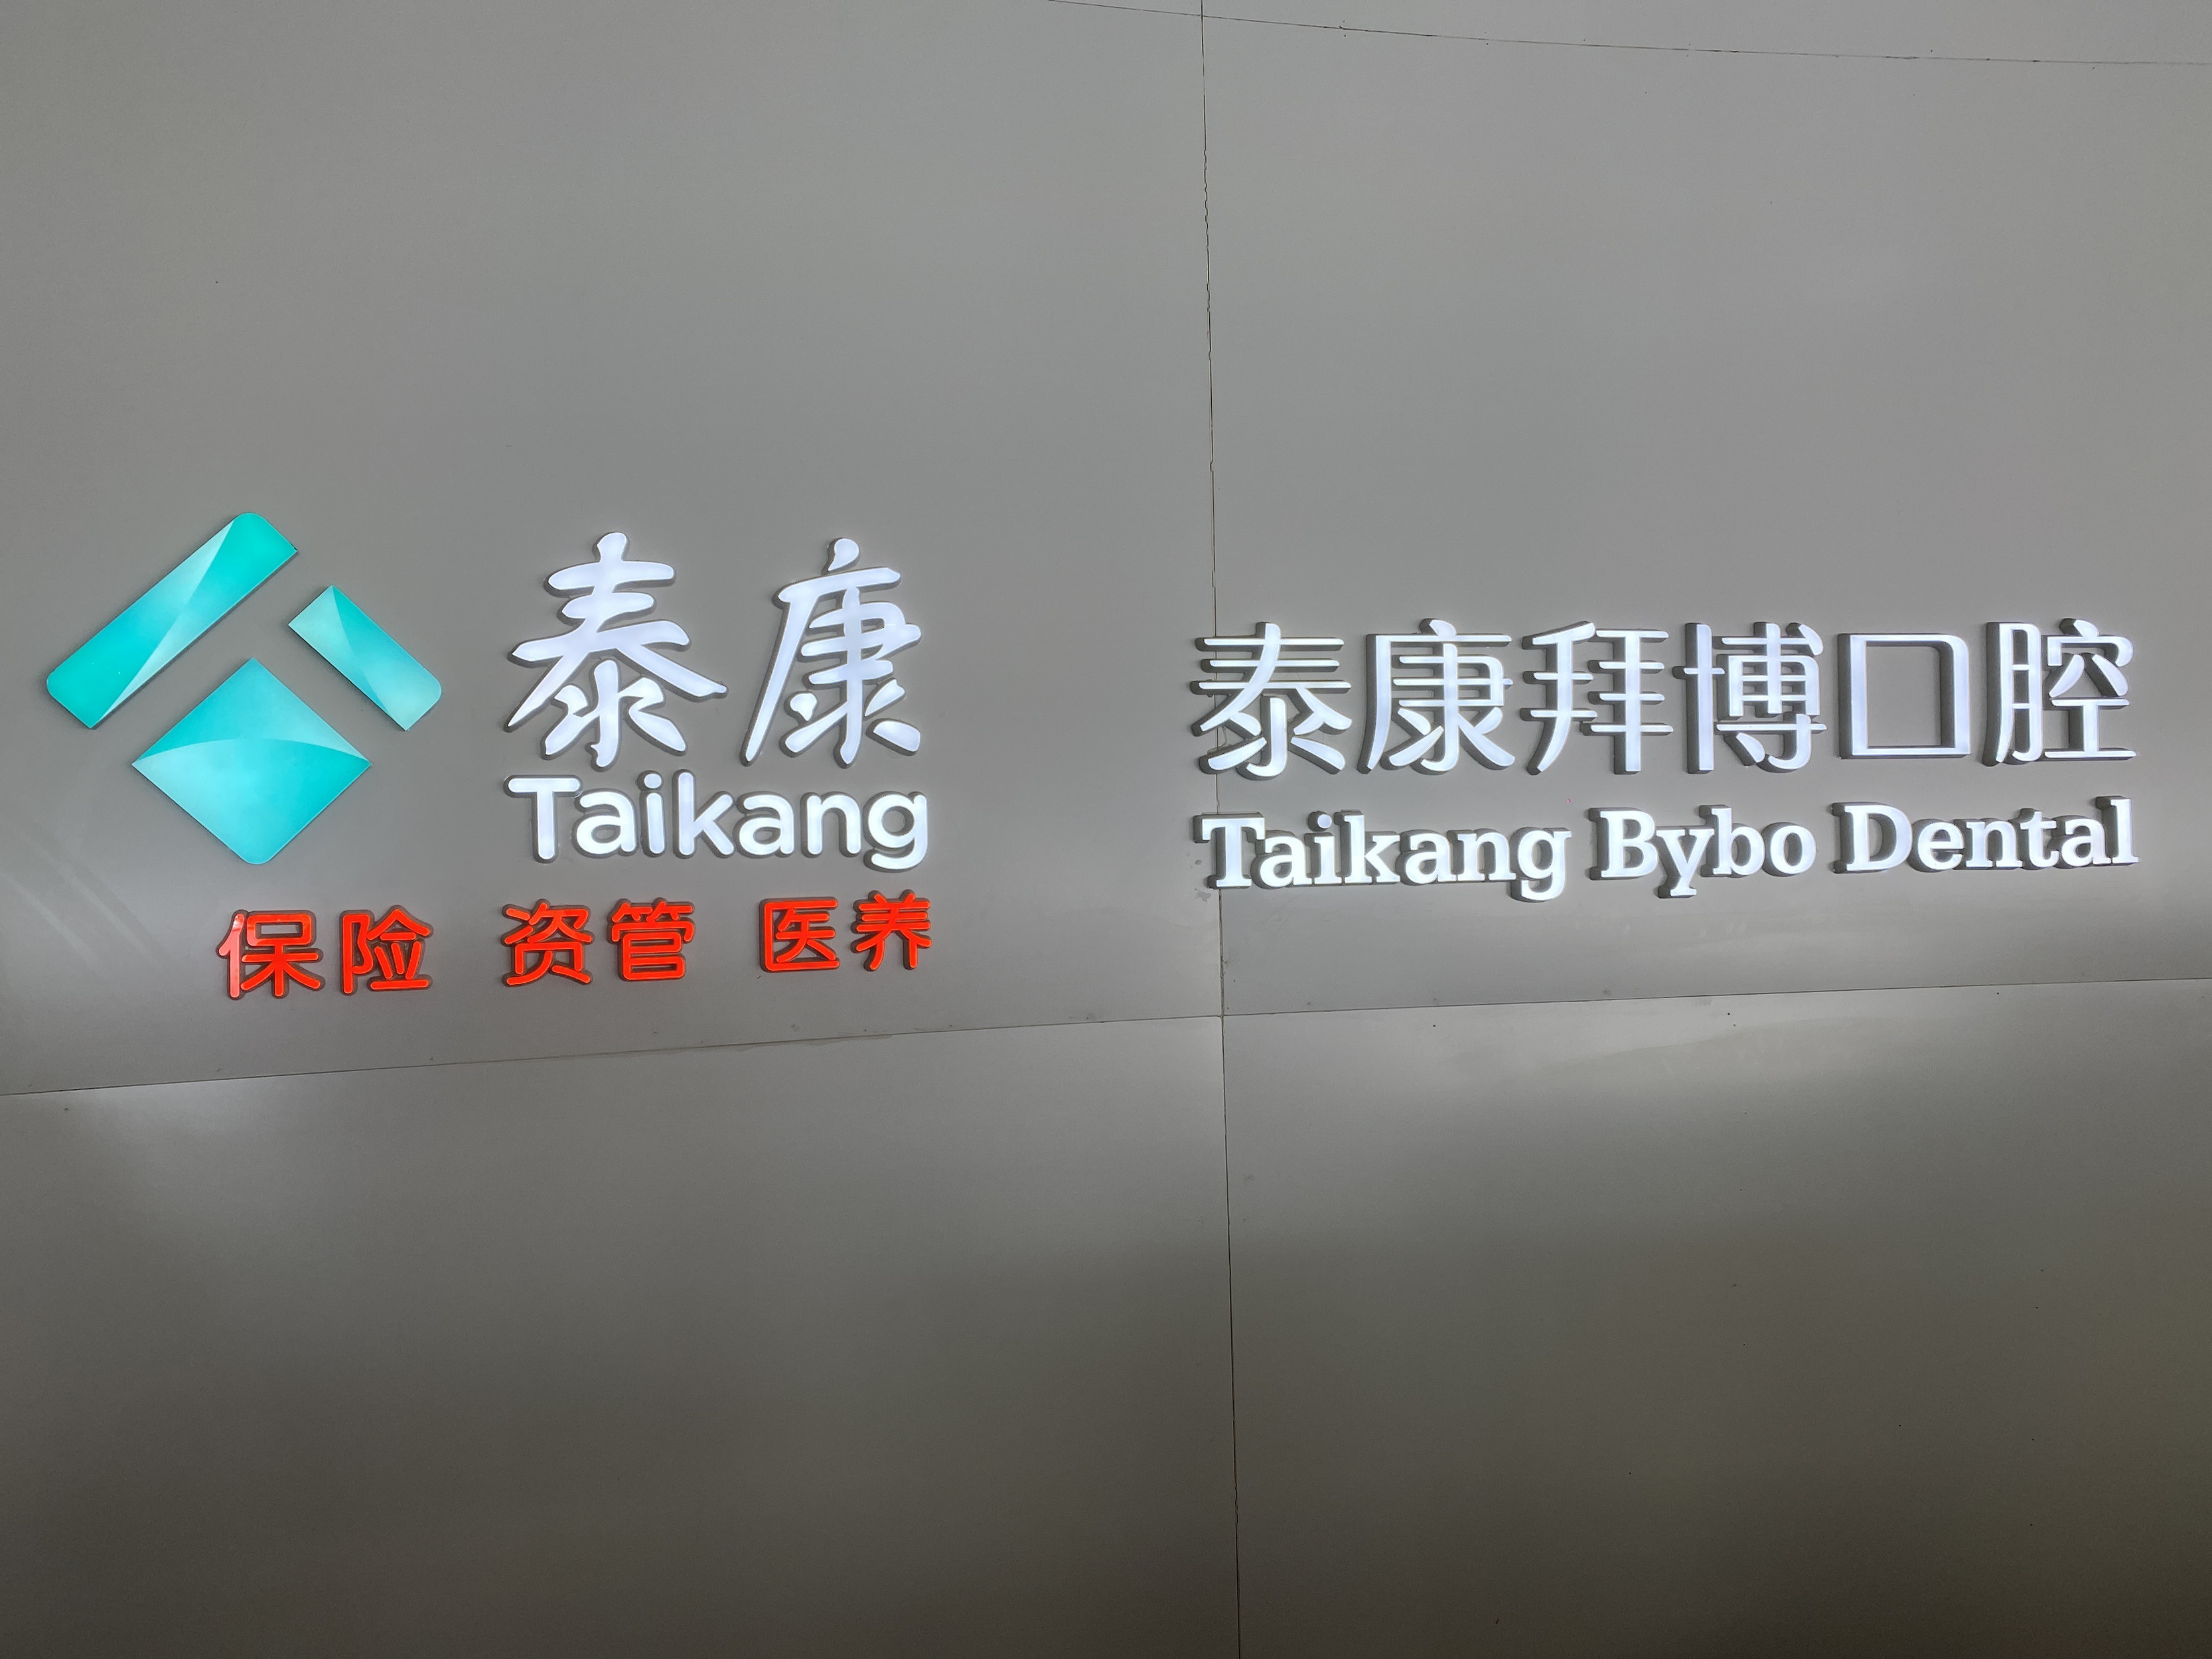 泰康
Taikang
保险 资管 医养
泰康拜博口腔
Taikang Bybo Dental